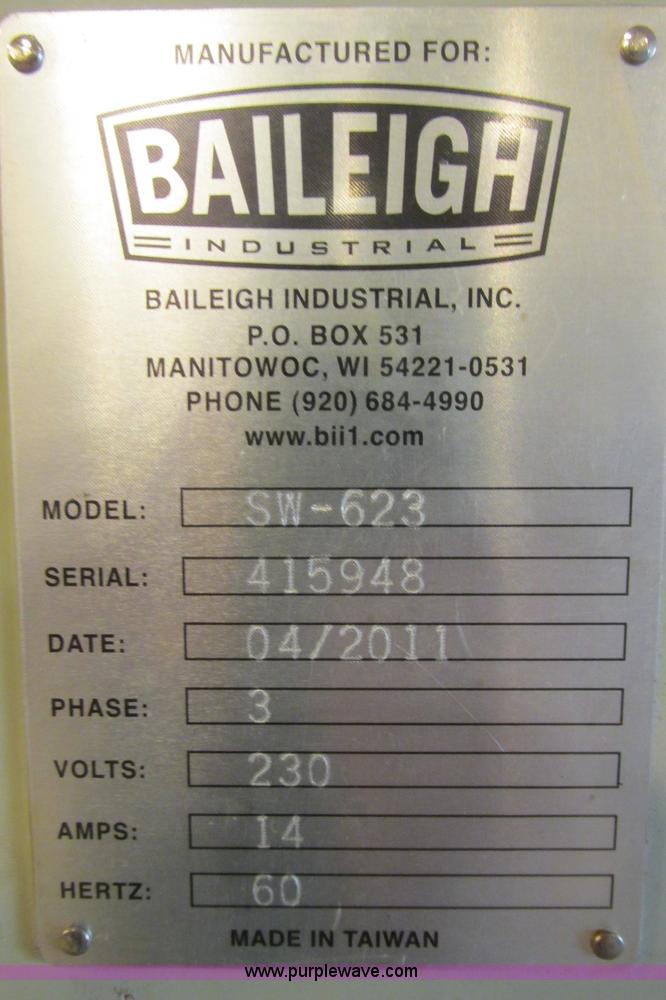 MANUFACTURED FOR:
BAILEIGH
INDUSTRIAL
BAILEIGH INDUSTRIAL, INC.
P.O. BOX 531
MANITOWOC, WI 54221-0531
PHONE (920) 684-4990
www.bii1.com
MODEL: SW-623
SERIAL: 415948
DATE: 04/2011
PHASE: 3
VOLTS: 230
AMPS: 14
HERTZ: 60
MADE IN TAIWAN
www.purplewave.com